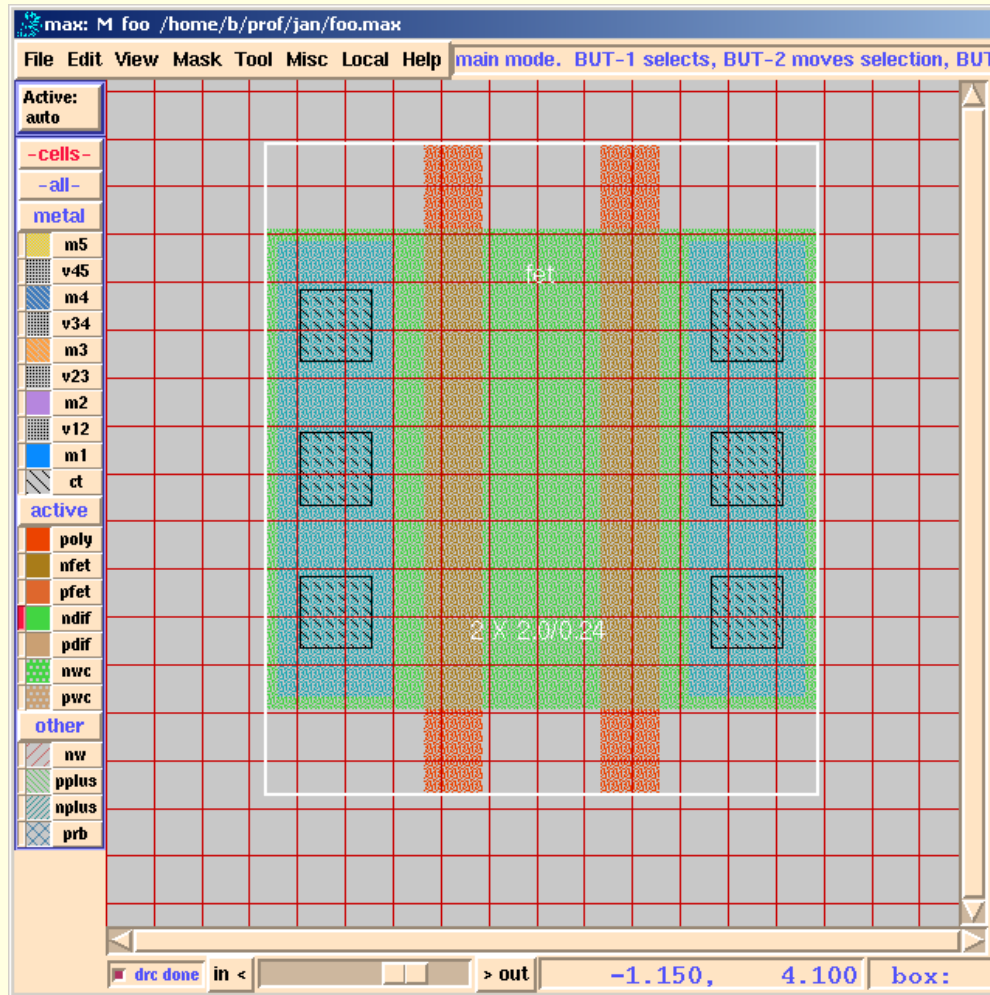 max: M foo /home/b/prof/jan/foo.max
File Edit View Mask Tool Misc Local Help main mode. BUT-1 selects, BUT-2 moves selection, BUT
Active:
auto
-cells-
-all-
metal
m5
v45
m4
v34
m3
v23
m2
v12
m1
ct
active
poly
nfet
pfet
ndif
pdif
nwc
pwc
other
nw
pplus
nplus
prb
fet
2 X 2.0/0.24
drc done in < > out -1.150, 4.100 box: